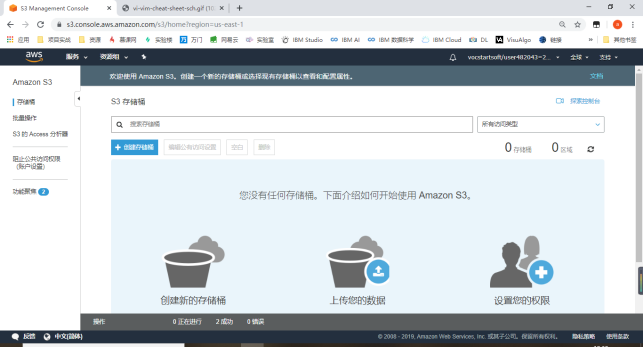 S3 Management Console
vi-vim-cheat-sheet-sch.gif (10
s3.console.aws.amazon.com/s3/home?region=us-east-1
应用 项目实战 资源 慕课网 实验楼 万门 网易云 实验室 IBM Studio IBM AI IBM 数据科学 IBM Cloud DL VisuAlgo 链接 » 其他书签
aws 服务 资源组 vocstartsoft/user482043=2... 全球 支持
Amazon S3
欢迎使用 Amazon S3。创建一个新的存储桶或选择现有存储桶以查看和配置属性。 文档
存储桶
批量操作
S3 的 Access 分析器
阻止公共访问权限
（账户设置）
功能聚焦 2
S3 存储桶 探索控制台
搜索存储桶 所有访问类型
+ 创建存储桶 编辑公有访问设置 空白 删除 0 存储桶 0 区域
您没有任何存储桶。下面介绍如何开始使用 Amazon S3。
创建新的存储桶 上传您的数据 设置您的权限
操作 0 正在进行 2 成功 0 错误
反馈 中文(简体) © 2008 - 2019, Amazon Web Services, Inc. 或其子公司。保留所有权利。 隐私策略 使用条款